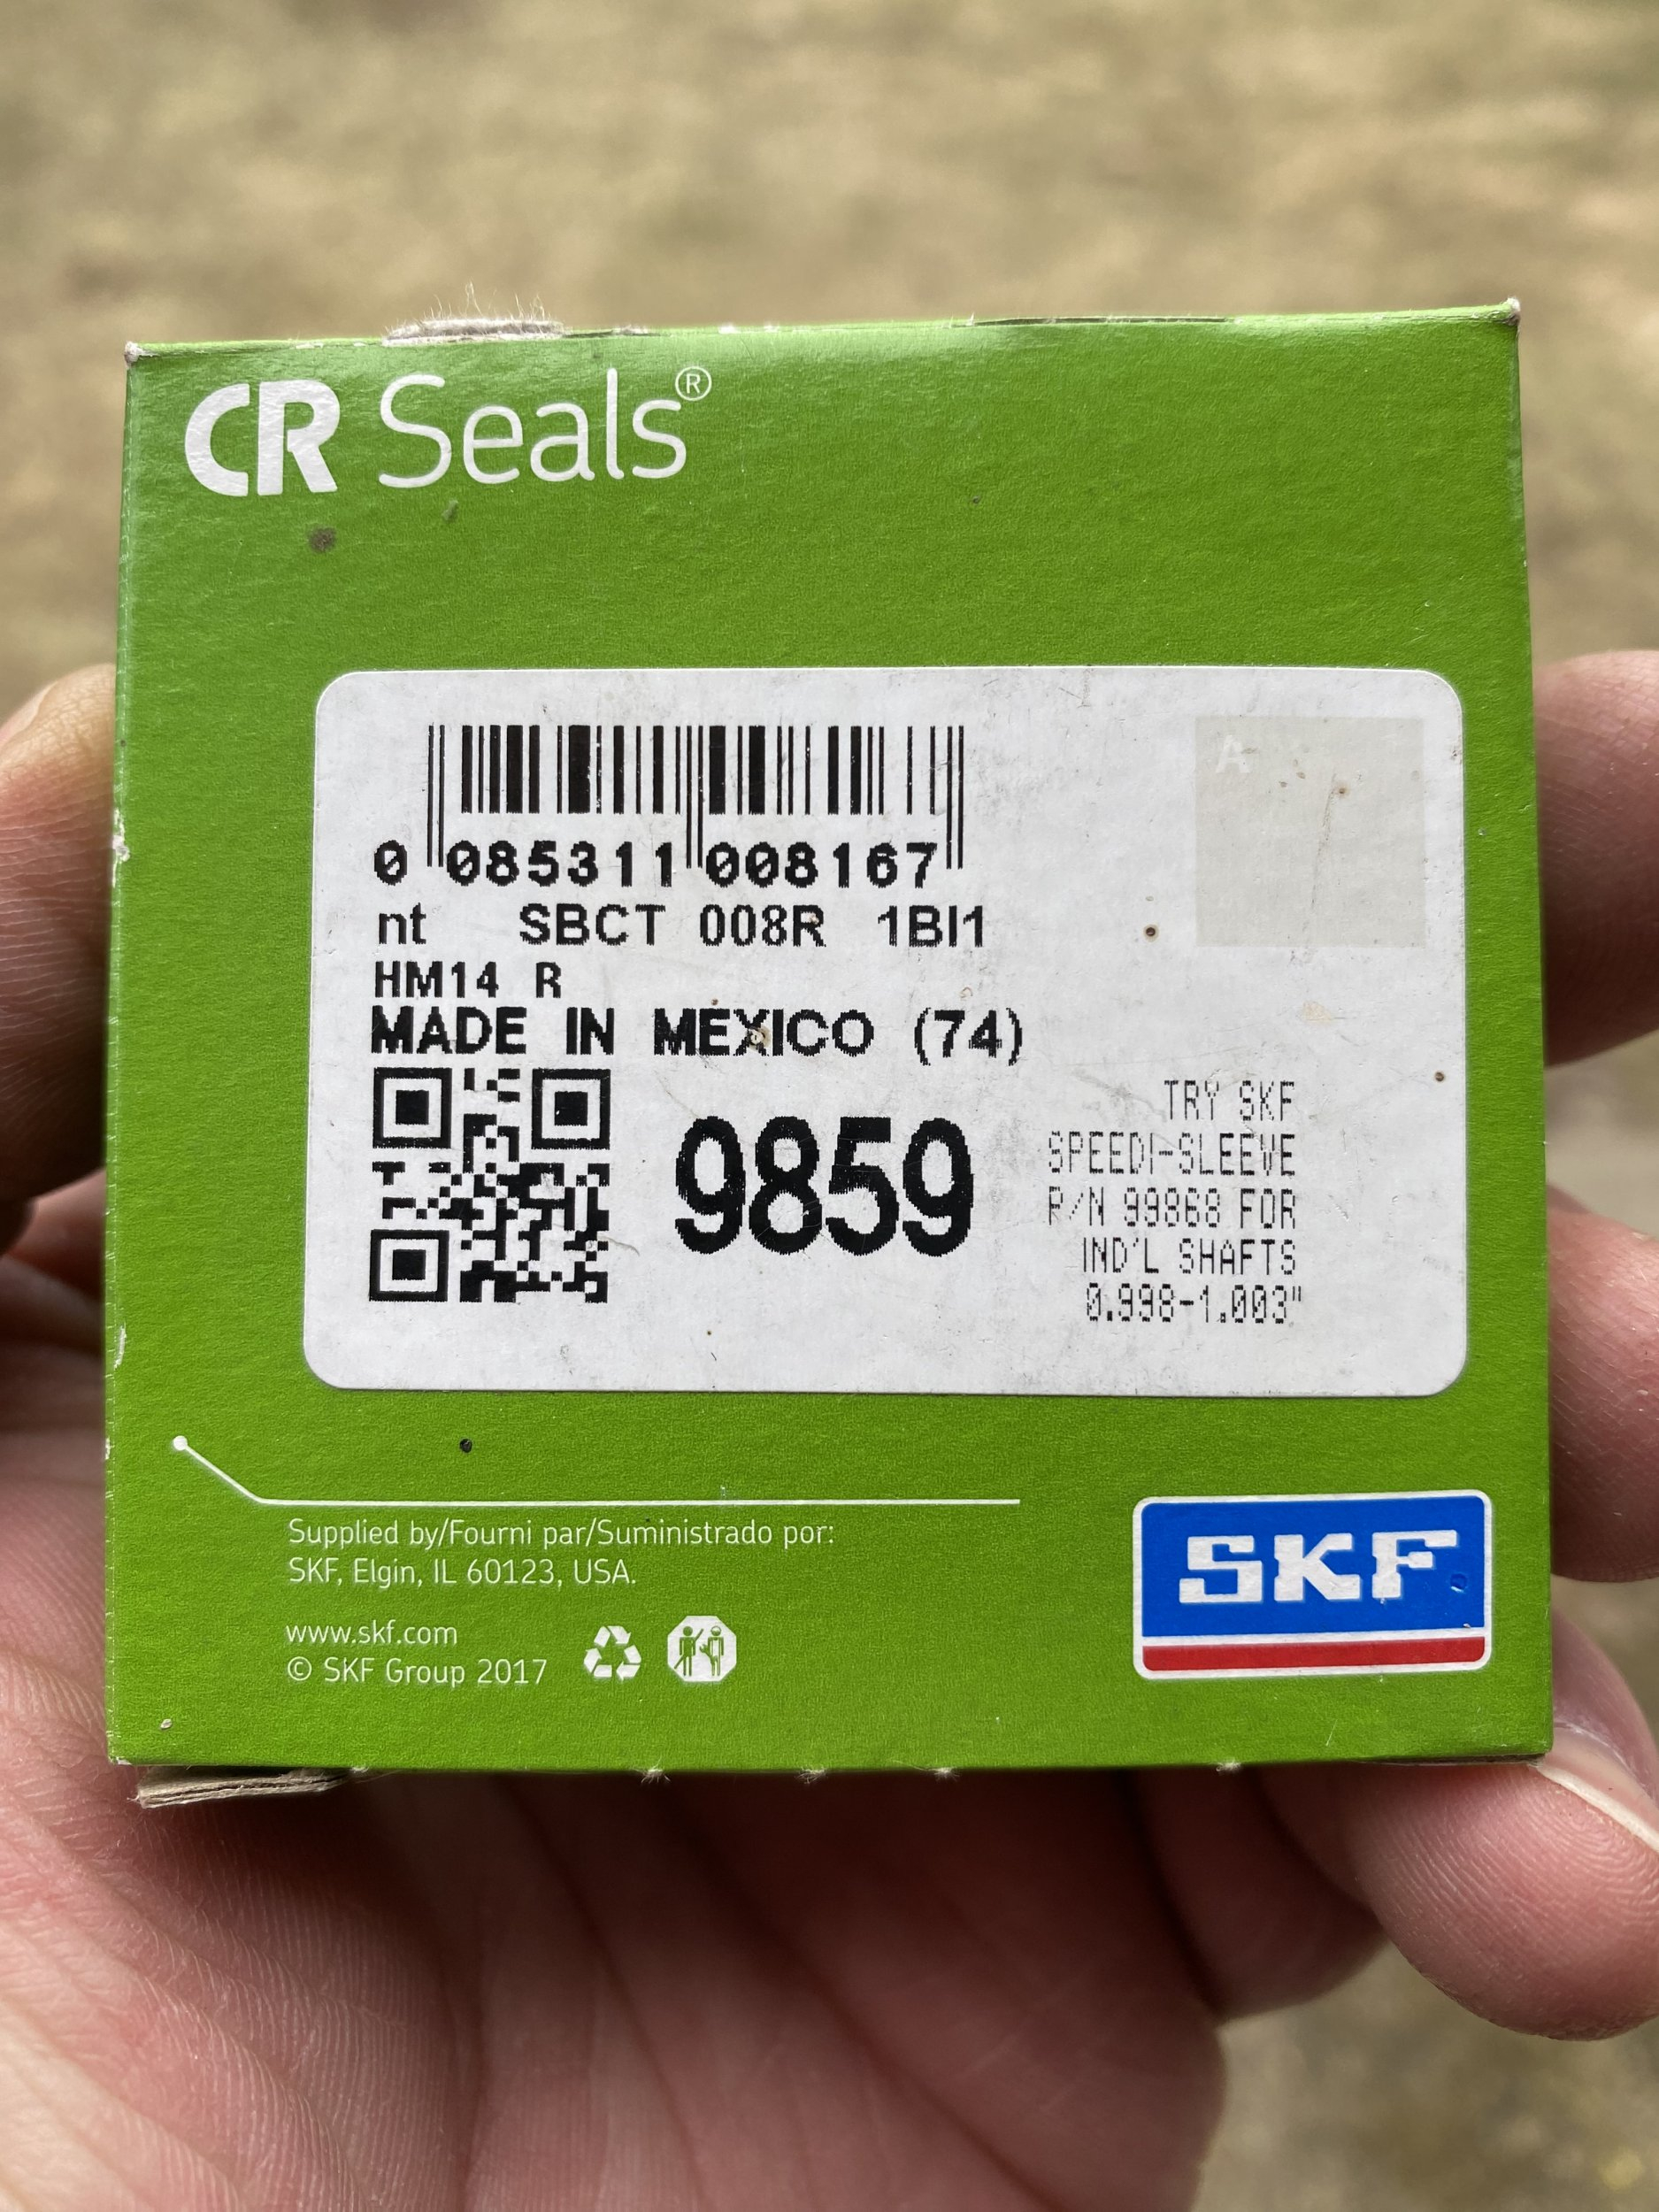 CR Seals®
A
0 085311 008167
nt SBCT 008R 1BI1
HM14 R
MADE IN MEXICO (74)
9859
TRY SKF
SPEEDI-SLEEVE
P/N 99868 FOR
IND'L SHAFTS
0.998-1.003"
Supplied by/Fourni par/Suministrado por:
SKF, Elgin, IL 60123, USA.
www.skf.com
© SKF Group 2017
SKF